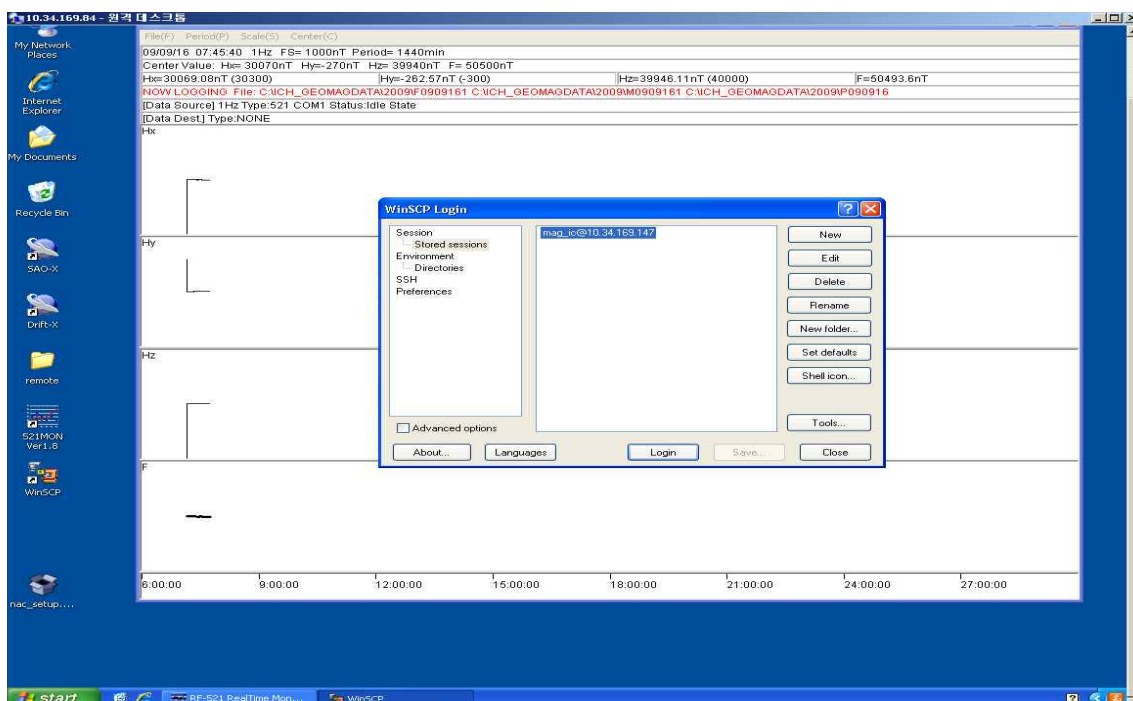 10.34.169.84 - 원격 데스크톱
My Network Places
Internet Explorer
My Documents
Recycle Bin
SAO-X
Drift-X
remote
521MON Ver1.8
WinSCP
nac_setup....
File(F) Period(P) Scale(S) Center(C)
09/09/16 07:45:40 1Hz FS= 1000nT Period= 1440min
Center Value: Hx= 30070nT Hy=-270nT Hz= 39940nT F= 50500nT
Hx=30069.08nT (30300) Hy=-262.57nT (-300) Hz=39946.11nT (40000) F=50493.6nT
NOW LOGGING File: C:\ICH_GEOMAGDATA\2009\F0909161 C:\ICH_GEOMAGDATA\2009\M0909161 C:\ICH_GEOMAGDATA\2009\P090916
[Data Source] 1Hz Type:521 COM1 Status:Idle State
[Data Dest.] Type:NONE
Hx
Hy
Hz
F
6:00:00 9:00:00 12:00:00 15:00:00 18:00:00 21:00:00 24:00:00 27:00:00
WinSCP Login
Session
Stored sessions
Environment
Directories
SSH
Preferences
mag_ic@10.34.169.147
New
Edit
Delete
Rename
New folder...
Set defaults
Shell icon...
Tools...
Advanced options
About... Languages Login Save... Close
start RF-521 RealTime Mon... WinSCP